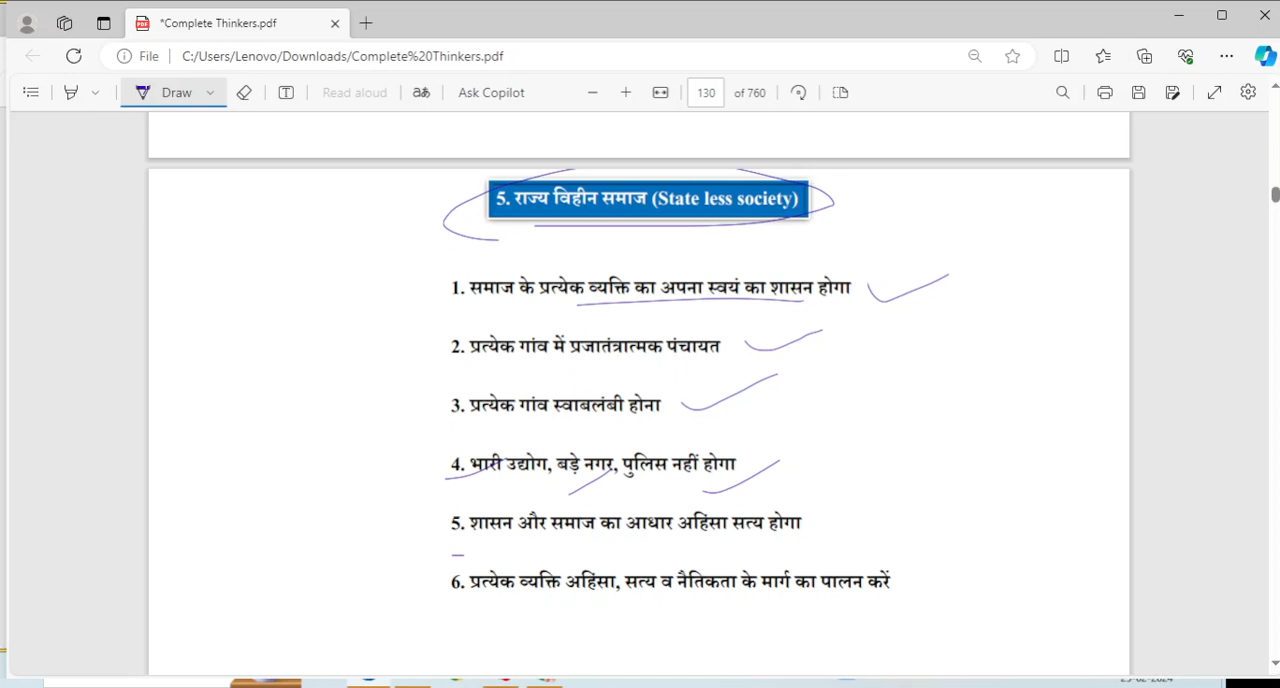 *Complete Thinkers.pdf
File C:/Users/Lenovo/Downloads/Complete%20Thinkers.pdf
Draw Read aloud aあ Ask Copilot 130 of 760
5. राज्य विहीन समाज (State less society)
1. समाज के प्रत्येक व्यक्ति का अपना स्वयं का शासन होगा
2. प्रत्येक गांव में प्रजातंत्रात्मक पंचायत
3. प्रत्येक गांव स्वाबलंबी होना
4. भारी उद्योग, बड़े नगर, पुलिस नहीं होगा
5. शासन और समाज का आधार अहिंसा सत्य होगा
6. प्रत्येक व्यक्ति अहिंसा, सत्य व नैतिकता के मार्ग का पालन करें